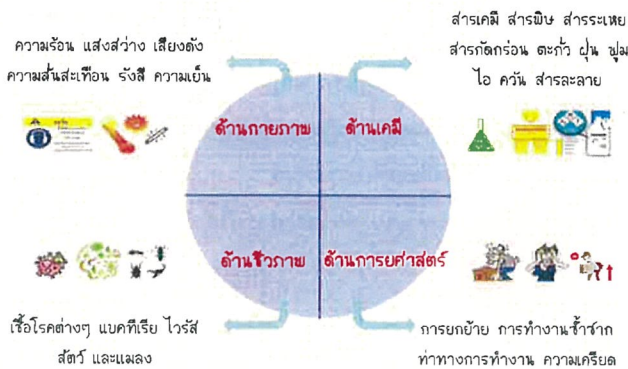 ความร้อน แสงสว่าง เสียงดัง
ความสั่นสะเทือน รังสี ความเย็น
สารเคมี สารพิษ สารระเหย
สารกัดกร่อน ตะกั่ว ฝุ่น ฟูม
ไอ ควัน สารละลาย
ด้านกายภาพ
ด้านเคมี
ด้านชีวภาพ
ด้านการยศาสตร์
เชื้อโรคต่างๆ แบคทีเรีย ไวรัส
สัตว์ และแมลง
การยกย้าย การทำงานซ้ำซาก
ท่าทางการทำงาน ความเครียด